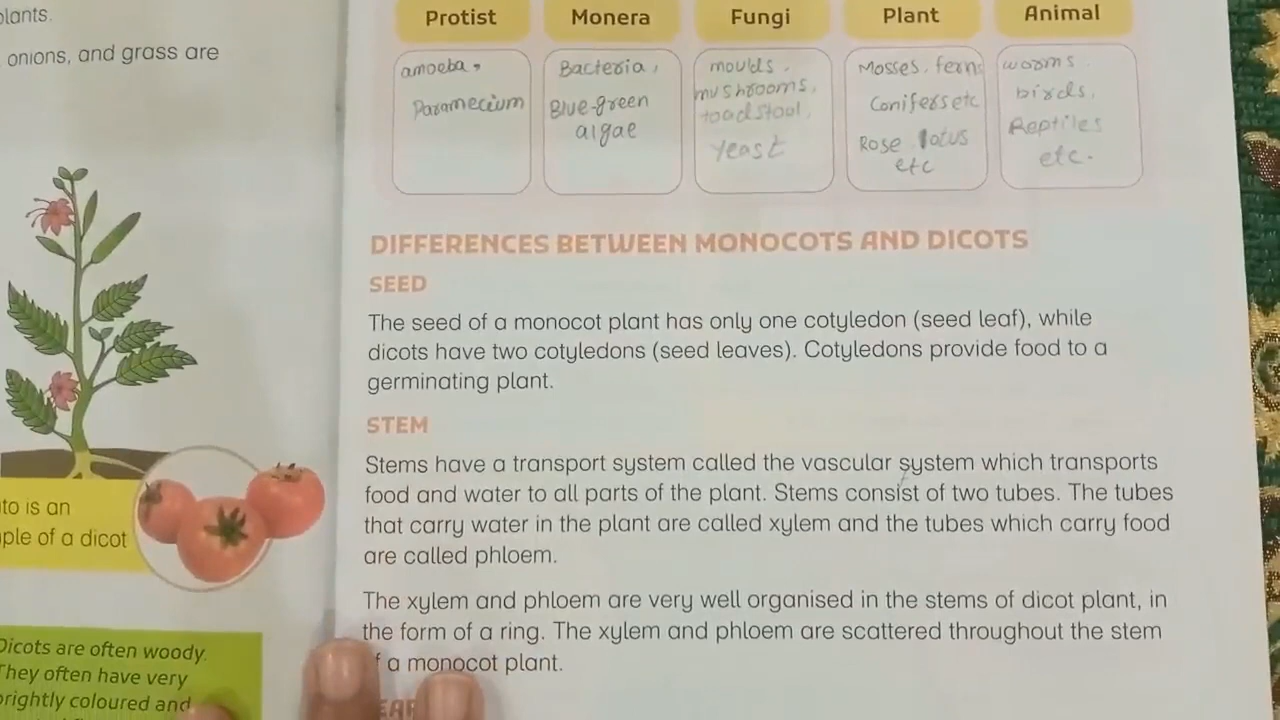 plants.
onions, and grass are
to is an
ple of a dicot
Dicots are often woody.
They often have very
brightly coloured and
Protist Monera Fungi Plant Animal
amoeba, Bacteria, moulds, Mosses, ferns worms
Paramecium Blue-green mushrooms, Conifers etc birds,
algae toadstool, Rose lotus Reptiles
yeast etc etc.
DIFFERENCES BETWEEN MONOCOTS AND DICOTS
SEED
The seed of a monocot plant has only one cotyledon (seed leaf), while
dicots have two cotyledons (seed leaves). Cotyledons provide food to a
germinating plant.
STEM
Stems have a transport system called the vascular system which transports
food and water to all parts of the plant. Stems consist of two tubes. The tubes
that carry water in the plant are called xylem and the tubes which carry food
are called phloem.
The xylem and phloem are very well organised in the stems of dicot plant, in
the form of a ring. The xylem and phloem are scattered throughout the stem
f a monocot plant.